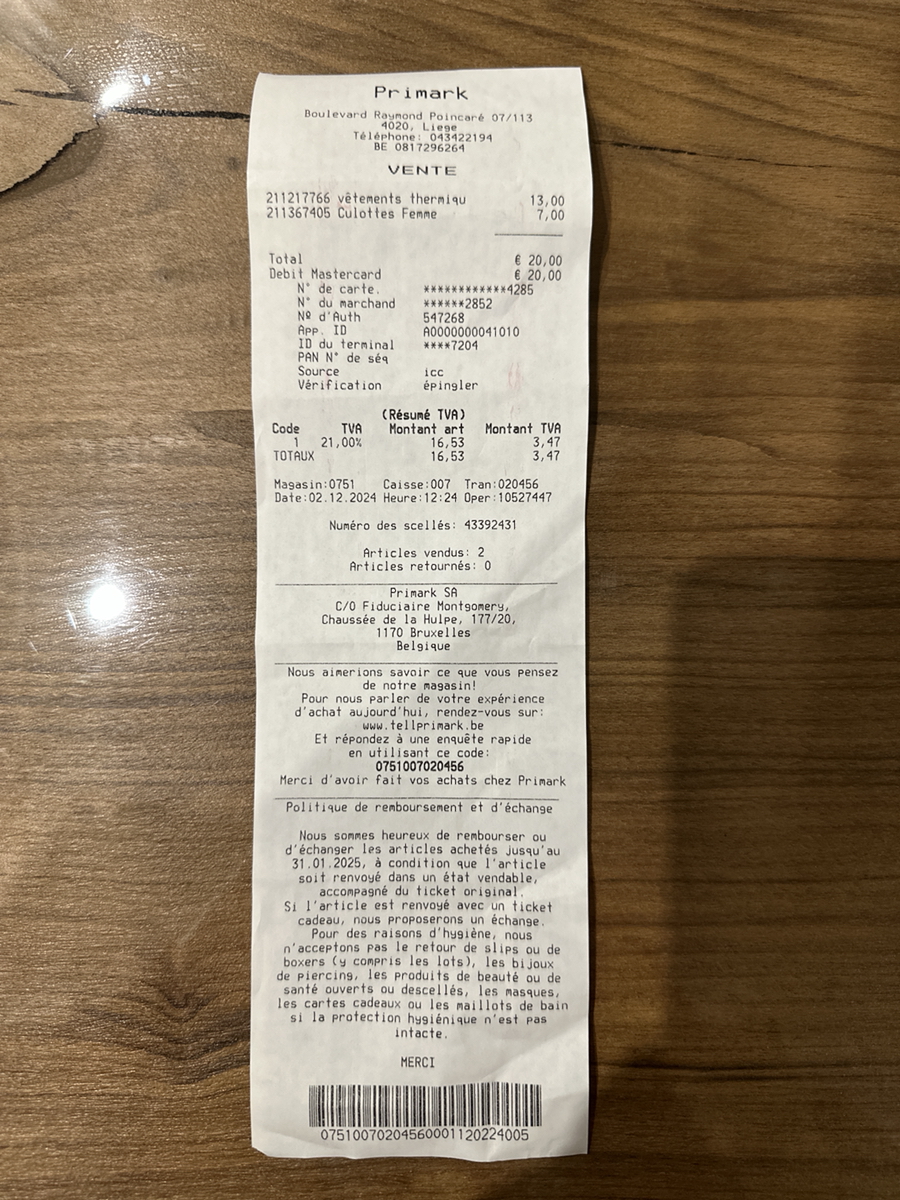 Primark
Boulevard Raymond Poincaré 07/113
4020, Liege
Téléphone: 043422194
BE 0817296264
VENTE
211217766 vêtements thermiqu 13,00
211367405 Culottes Femme 7,00
Total € 20,00
Debit Mastercard € 20,00
N° de carte. ************4285
N° du marchand ******2852
Nº d'Auth 547268
App. ID A0000000041010
ID du terminal ****7204
PAN N° de séq
Source icc
Vérification épingler
(Résumé TVA)
Code TVA Montant art Montant TVA
1 21,00% 16,53 3,47
TOTAUX 16,53 3,47
Magasin:0751 Caisse:007 Tran:020456
Date:02.12.2024 Heure:12:24 Oper:10527447
Numéro des scellés: 43392431
Articles vendus: 2
Articles retournés: 0
Primark SA
C/O Fiduciaire Montgomery,
Chaussée de la Hulpe, 177/20,
1170 Bruxelles
Belgique
Nous aimerions savoir ce que vous pensez
de notre magasin!
Pour nous parler de votre expérience
d'achat aujourd'hui, rendez-vous sur:
www.tellprimark.be
Et répondez à une enquête rapide
en utilisant ce code:
0751007020456
Merci d'avoir fait vos achats chez Primark
Politique de remboursement et d'échange
Nous sommes heureux de rembourser ou
d'échanger les articles achetés jusqu'au
31.01.2025, à condition que l'article
soit renvoyé dans un état vendable,
accompagné du ticket original.
Si l'article est renvoyé avec un ticket
cadeau, nous proposerons un échange.
Pour des raisons d'hygiène, nous
n'acceptons pas le retour de slips ou de
boxers (y compris les lots), les bijoux
de piercing, les produits de beauté ou de
santé ouverts ou descellés, les masques,
les cartes cadeaux ou les maillots de bain
si la protection hygiénique n'est pas
intacte.
MERCI
07510070204560001120224005